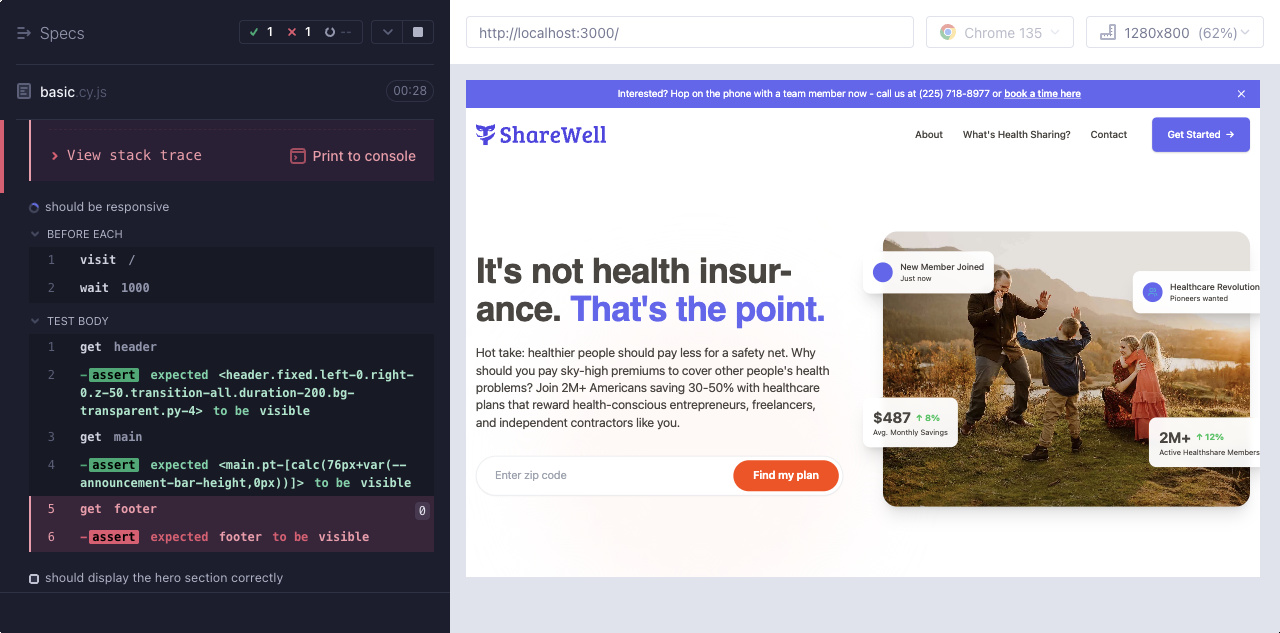 Specs
1
1
--
basic.cy.js
00:28
View stack trace
Print to console
should be responsive
BEFORE EACH
1 visit /
2 wait 1000
TEST BODY
1 get header
2 -assert expected <header.fixed.left-0.right-
0.z-50.transition-all.duration-200.bg-
transparent.py-4> to be visible
3 get main
4 -assert expected <main.pt-[calc(76px+var(--
announcement-bar-height,0px))]> to be visible
5 get footer 0
6 -assert expected footer to be visible
should display the hero section correctly
http://localhost:3000/
Chrome 135
1280x800 (62%)
Interested? Hop on the phone with a team member now - call us at (225) 718-8977 or book a time here
ShareWell
About
What's Health Sharing?
Contact
Get Started →
It's not health insur-
ance. That's the point.
Hot take: healthier people should pay less for a safety net. Why
should you pay sky-high premiums to cover other people's health
problems? Join 2M+ Americans saving 30-50% with healthcare
plans that reward health-conscious entrepreneurs, freelancers,
and independent contractors like you.
Enter zip code
Find my plan
New Member Joined
Just now
Healthcare Revolution
Pioneers wanted
$487 ↑ 8%
Avg. Monthly Savings
2M+ ↑ 12%
Active Healthshare Members